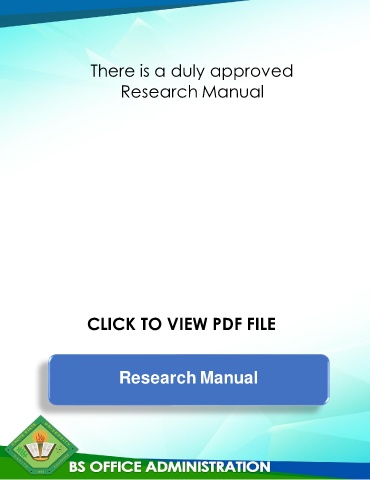 There is a duly approved
Research Manual
CLICK TO VIEW PDF FILE
Research Manual
BS OFFICE ADMINISTRATION